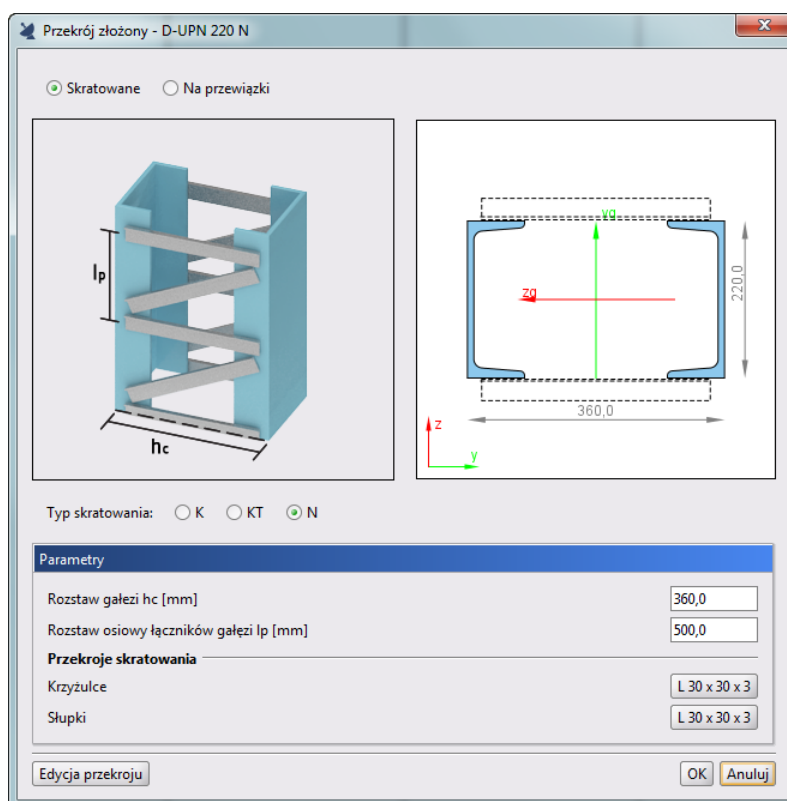 Przekrój złożony - D-UPN 220 N
Skratowane Na przewiązki
lp
hc
yg
zg
220,0
360,0
z
y
Typ skratowania: K KT N
Parametry
Rozstaw gałezi hc [mm] 360,0
Rozstaw osiowy łączników gałęzi lp [mm] 500,0
Przekroje skratowania
Krzyżulce L 30 x 30 x 3
Słupki L 30 x 30 x 3
Edycja przekroju OK Anuluj